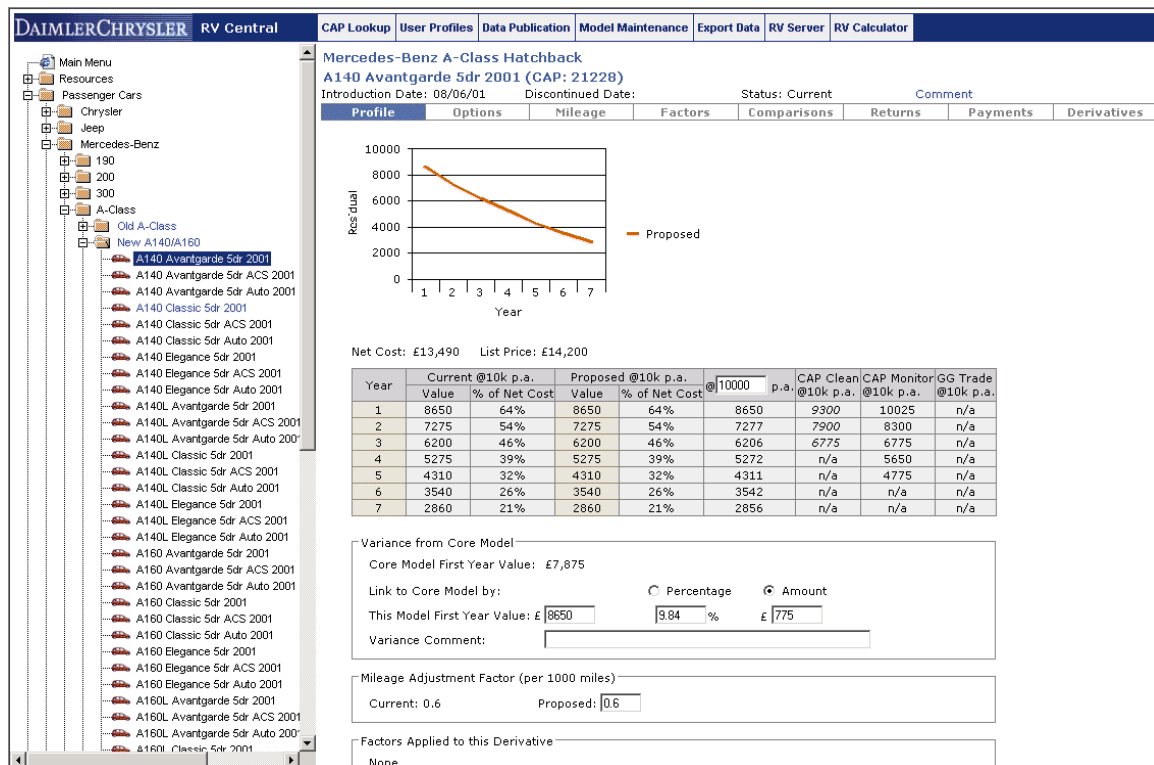 DAIMLERCHRYSLER RV Central
CAP Lookup User Profiles Data Publication Model Maintenance Export Data RV Server RV Calculator
Main Menu
Resources
Passenger Cars
Chrysler
Jeep
Mercedes-Benz
190
200
300
A-Class
Old A-Class
New A140/A160
A140 Avantgarde 5dr 2001
A140 Avantgarde 5dr ACS 2001
A140 Avantgarde 5dr Auto 2001
A140 Classic 5dr 2001
A140 Classic 5dr ACS 2001
A140 Classic 5dr Auto 2001
A140 Elegance 5dr 2001
A140 Elegance 5dr ACS 2001
A140 Elegance 5dr Auto 2001
A140L Avantgarde 5dr 2001
A140L Avantgarde 5dr ACS 2001
A140L Avantgarde 5dr Auto 200
A140L Classic 5dr 2001
A140L Classic 5dr ACS 2001
A140L Classic 5dr Auto 2001
A140L Elegance 5dr 2001
A140L Elegance 5dr ACS 2001
A140L Elegance 5dr Auto 2001
A160 Avantgarde 5dr 2001
A160 Avantgarde 5dr ACS 2001
A160 Avantgarde 5dr Auto 2001
A160 Classic 5dr 2001
A160 Classic 5dr ACS 2001
A160 Classic 5dr Auto 2001
A160 Elegance 5dr 2001
A160 Elegance 5dr ACS 2001
A160 Elegance 5dr Auto 2001
A160L Avantgarde 5dr 2001
A160L Avantgarde 5dr ACS 2001
A160L Avantgarde 5dr Auto 200
A160L Classic 5dr 2001
Mercedes-Benz A-Class Hatchback
A140 Avantgarde 5dr 2001 (CAP: 21228)
Introduction Date: 08/06/01 Discontinued Date: Status: Current Comment
Profile Options Mileage Factors Comparisons Returns Payments Derivatives
10000
8000
6000
4000
2000
0
Residual
1 2 3 4 5 6 7
Year
Proposed
Net Cost: £13,490 List Price: £14,200
Year Current @10k p.a. Proposed @10k p.a. @ 10000 p.a. CAP Clean @10k p.a. CAP Monitor @10k p.a. GG Trade @10k p.a.
Value % of Net Cost Value % of Net Cost
1 8650 64% 8650 64% 8650 9300 10025 n/a
2 7275 54% 7275 54% 7277 7900 8300 n/a
3 6200 46% 6200 46% 6206 6775 6775 n/a
4 5275 39% 5275 39% 5272 n/a 5650 n/a
5 4310 32% 4310 32% 4311 n/a 4775 n/a
6 3540 26% 3540 26% 3542 n/a n/a n/a
7 2860 21% 2860 21% 2856 n/a n/a n/a
Variance from Core Model
Core Model First Year Value: £7,875
Link to Core Model by: Percentage Amount
This Model First Year Value: £ 8650 9.84 % £ 775
Variance Comment:
Mileage Adjustment Factor (per 1000 miles)
Current: 0.6 Proposed: 0.6
Factors Applied to this Derivative
None